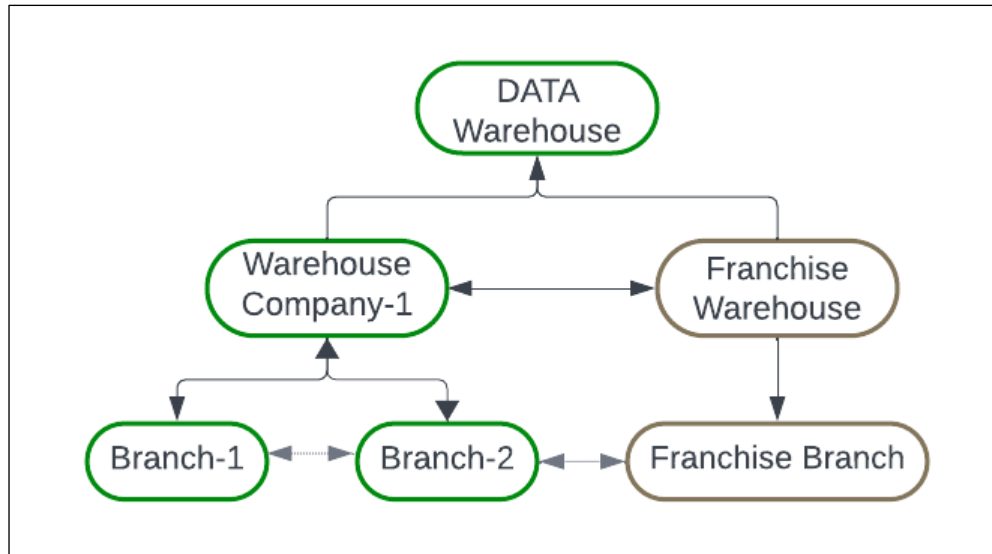 DATA
Warehouse
Warehouse
Company-1
Franchise
Warehouse
Branch-1
Branch-2
Franchise Branch